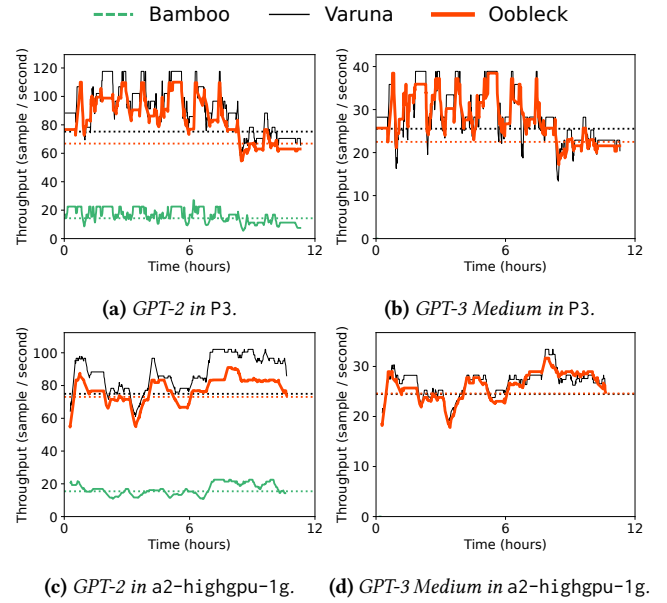 Bamboo Varuna Oobleck
Throughput (sample / second)
120
100
80
60
40
20
0
0 6 12
Time (hours)
(a) GPT-2 in P3.
Throughput (sample / second)
40
30
20
10
0
0 6 12
Time (hours)
(b) GPT-3 Medium in P3.
Throughput (sample / second)
100
80
60
40
20
0
0 6 12
Time (hours)
(c) GPT-2 in a2-highgpu-1g.
Throughput (sample / second)
30
20
10
0
0 6 12
Time (hours)
(d) GPT-3 Medium in a2-highgpu-1g.